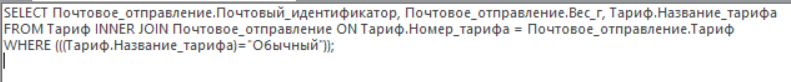 SELECT Почтовое_отправление.Почтовый_идентификатор, Почтовое_отправление.Вес_г, Тариф.Название_тарифа
FROM Тариф INNER JOIN Почтовое_отправление ON Тариф.Номер_тарифа = Почтовое_отправление.Тариф
WHERE (((Тариф.Название_тарифа)="Обычный"));